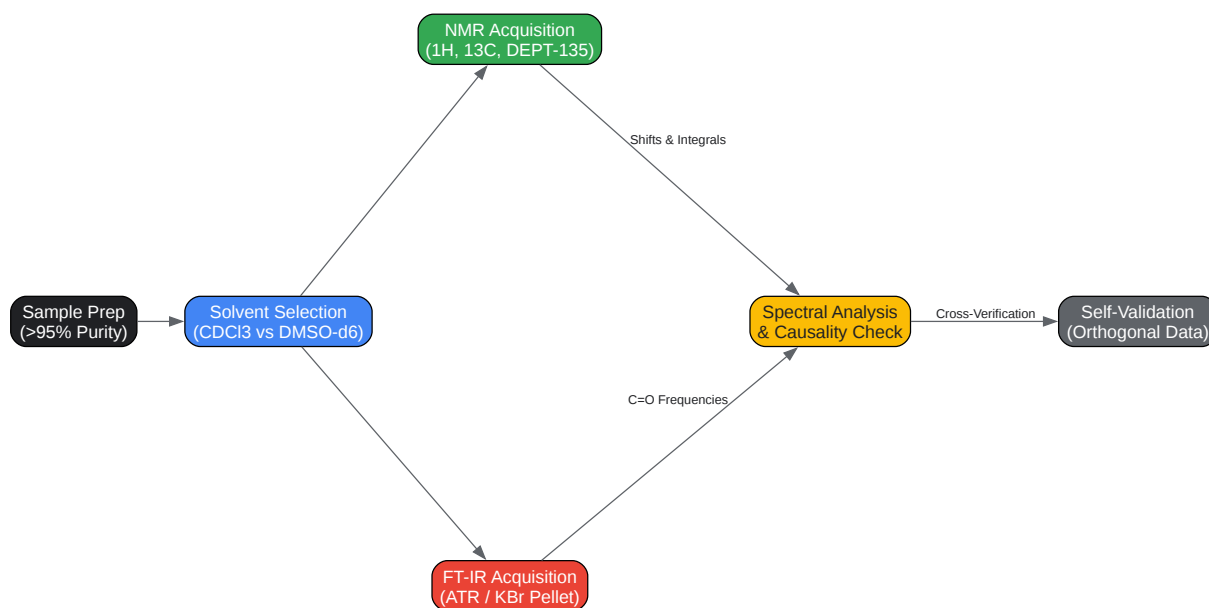 NMR Acquisition
(1H, 13C, DEPT-135)
Shifts & Integrals
Sample Prep
(>95% Purity)
Solvent Selection
(CDCl3 vs DMSO-d6)
Spectral Analysis
& Causality Check
Cross-Verification
Self-Validation
(Orthogonal Data)
C=O Frequencies
FT-IR Acquisition
(ATR / KBr Pellet)